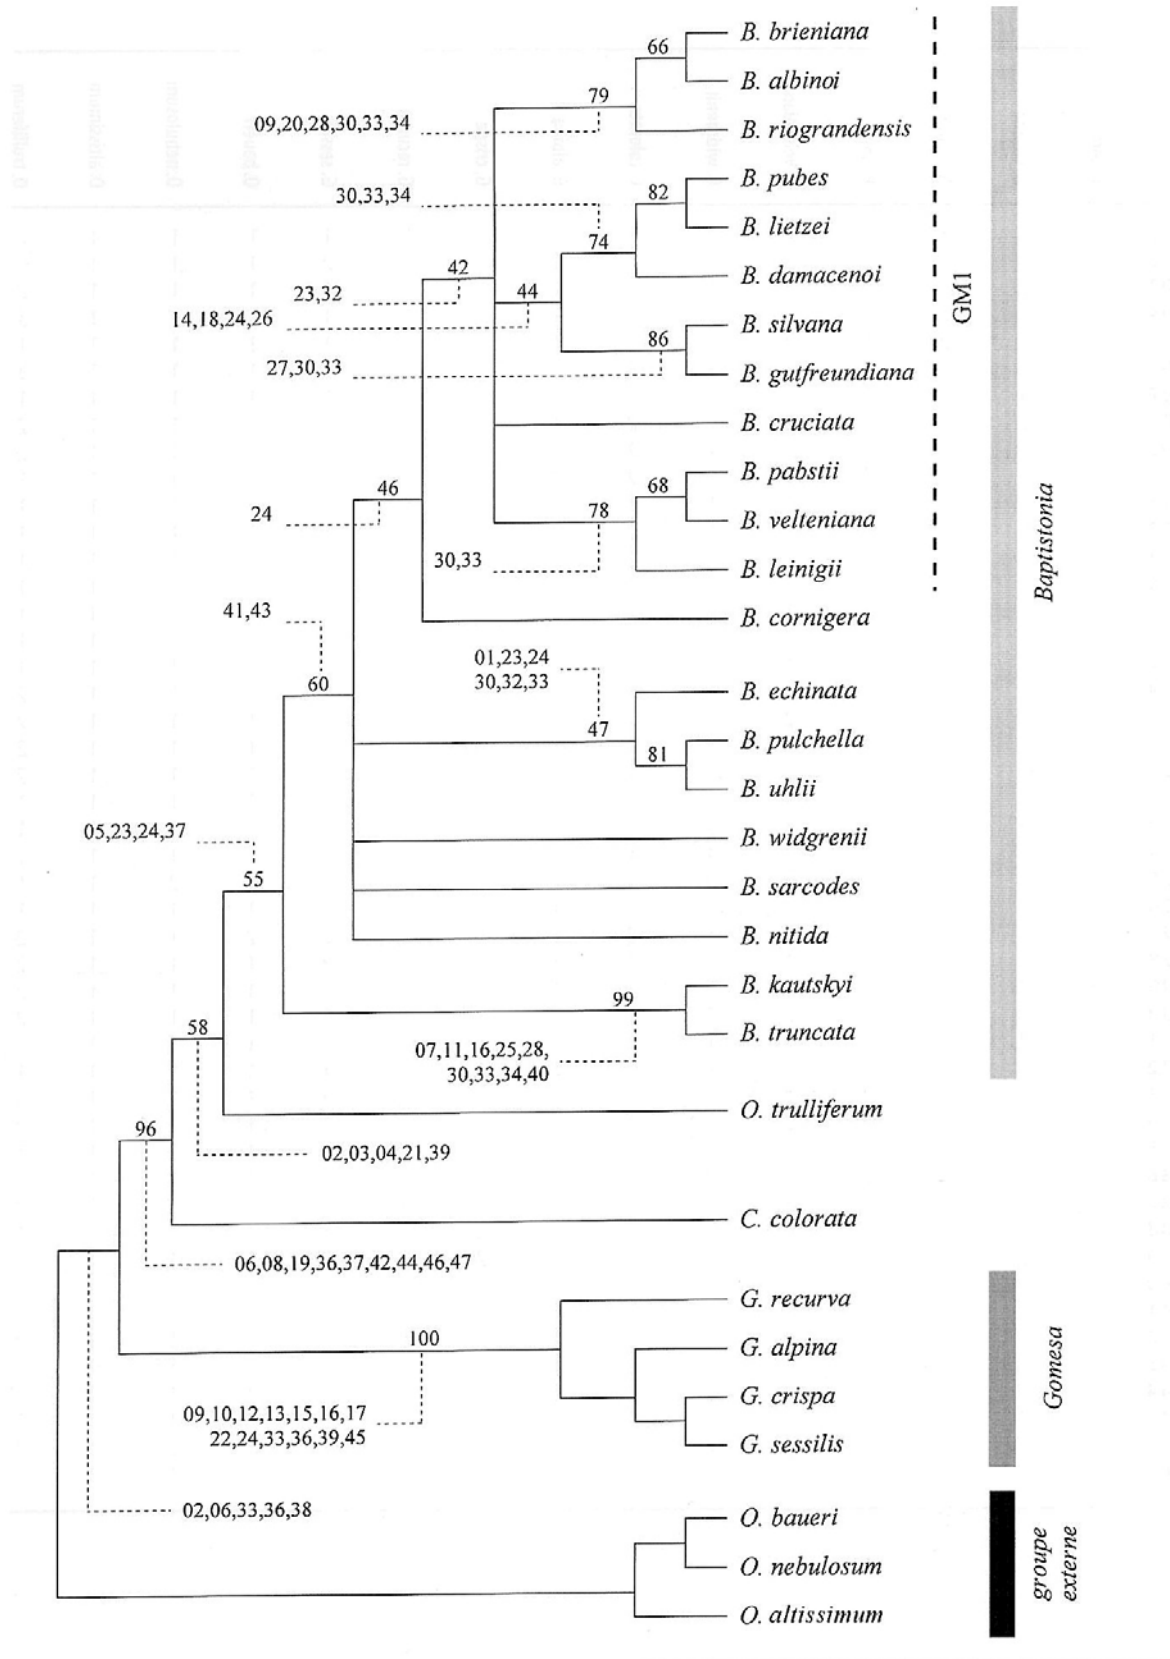 B. brieniana
66
B. albinoi
79
09,20,28,30,33,34
B. riograndensis
B. pubes
82
30,33,34
B. lietzei
74
B. damacenoi
42
23,32
44
14,18,24,26
B. silvana
86
27,30,33
B. gutfreundiana
GM1
B. cruciata
B. pabstii
68
46
24
78
B. velteniana
30,33
B. leinigii
Baptistonia
41,43
B. cornigera
01,23,24
30,32,33
60
B. echinata
47
B. pulchella
81
B. uhlii
05,23,24,37
B. widgrenii
55
B. sarcodes
B. nitida
B. kautskyi
99
58
B. truncata
07,11,16,25,28,
30,33,34,40
O. trulliferum
96
02,03,04,21,39
C. colorata
06,08,19,36,37,42,44,46,47
G. recurva
100
G. alpina
Gomesa
G. crispa
09,10,12,13,15,16,17
22,24,33,36,39,45
G. sessilis
02,06,33,36,38
O. baueri
O. nebulosum
groupe
externe
O. altissimum